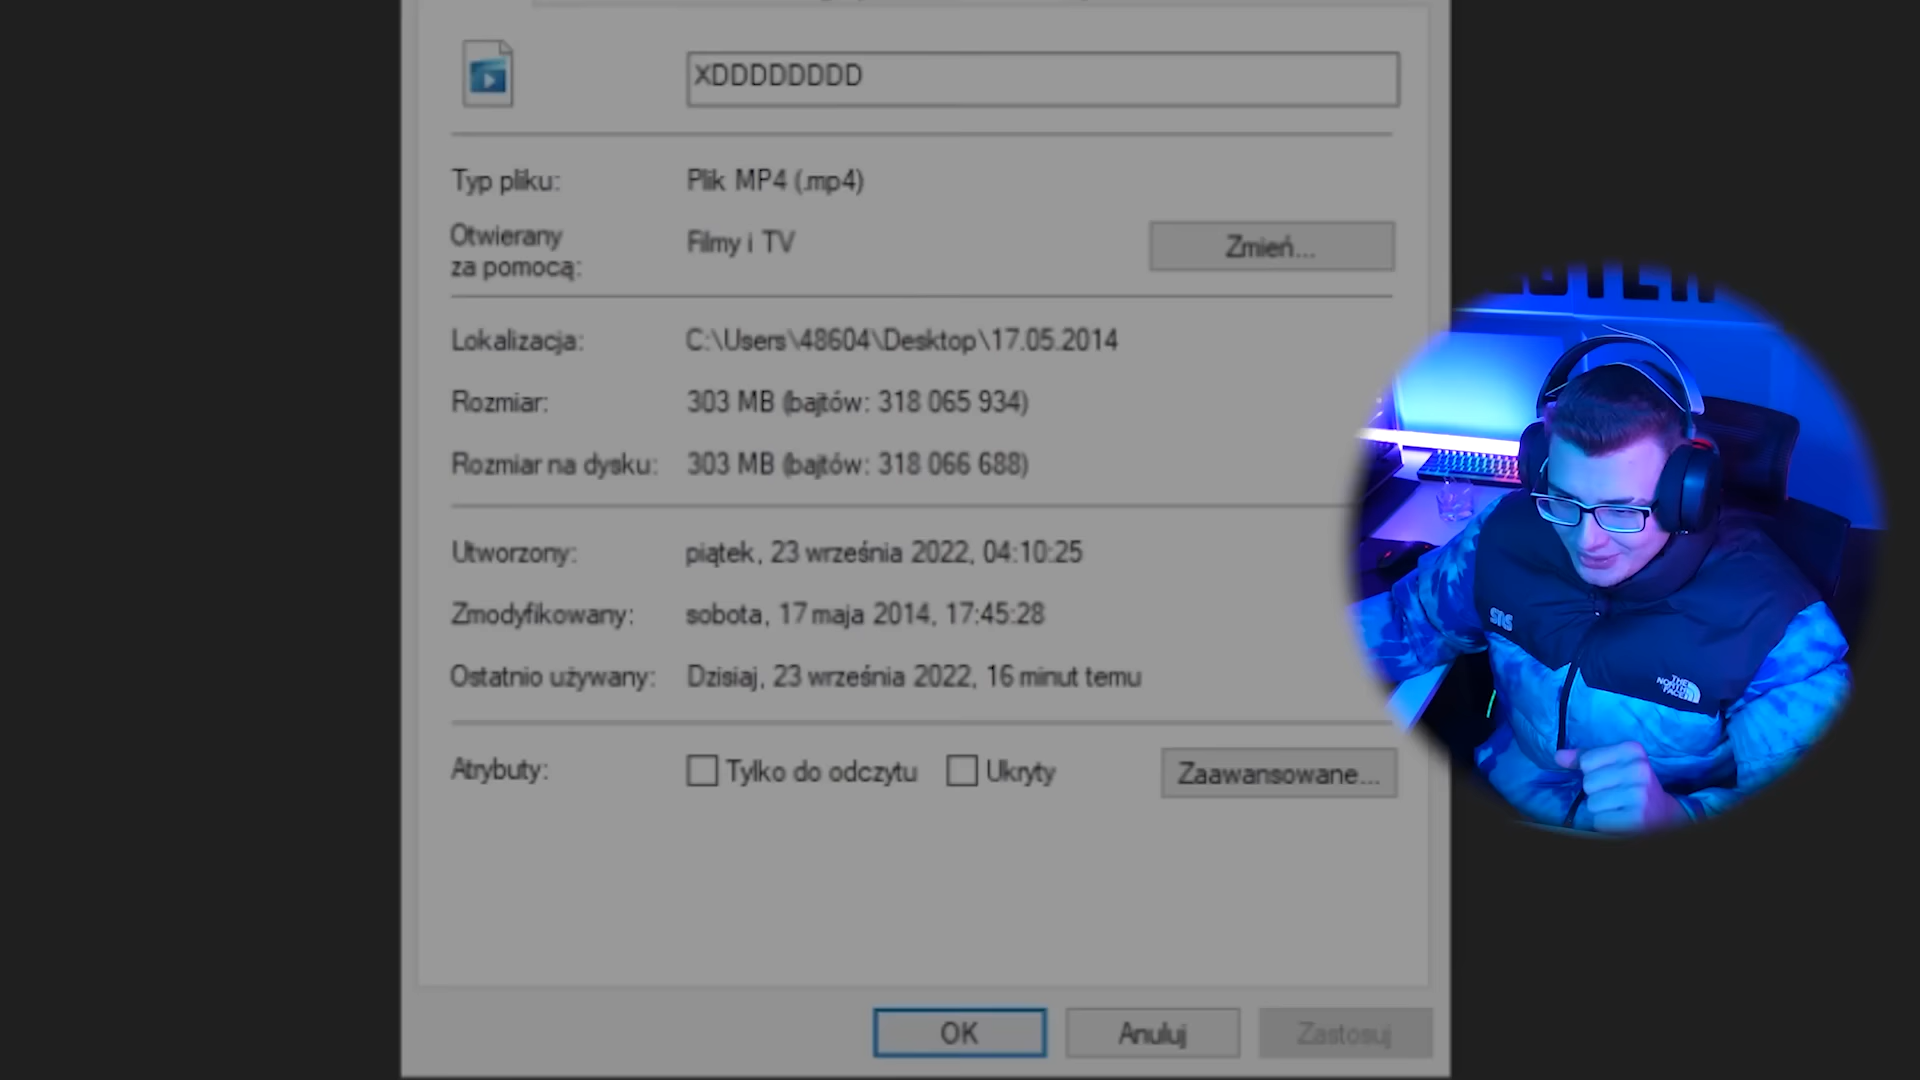 XDDDDDDDD
Typ pliku: Plik MP4 (.mp4)
Otwierany
za pomocą:
Filmy i TV
Zmień...
Lokalizacja: C:\Users\48604\Desktop\17.05.2014
Rozmiar: 303 MB (bajtów: 318 065 934)
Rozmiar na dysku: 303 MB (bajtów: 318 066 688)
Utworzony: piątek, 23 września 2022, 04:10:25
Zmodyfikowany: sobota, 17 maja 2014, 17:45:28
Ostatnio używany: Dzisiaj, 23 września 2022, 16 minut temu
Atrybuty: Tylko do odczytu Ukryty Zaawansowane...
OK Anuluj Zastosuj
THE
NORTH
FACE